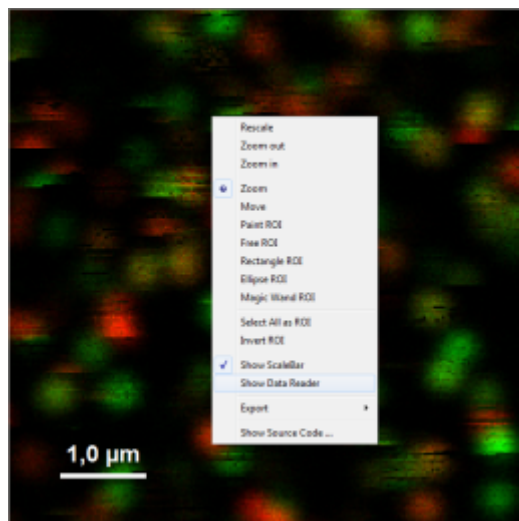 Rescale
Zoom out
Zoom in
Zoom
Move
Paint ROI
Free ROI
Rectangle ROI
Ellipse ROI
Magic Wand ROI
Select All as ROI
Invert ROI
Show ScaleBar
Show Data Reader
Export
Show Source Code ...
1,0 µm